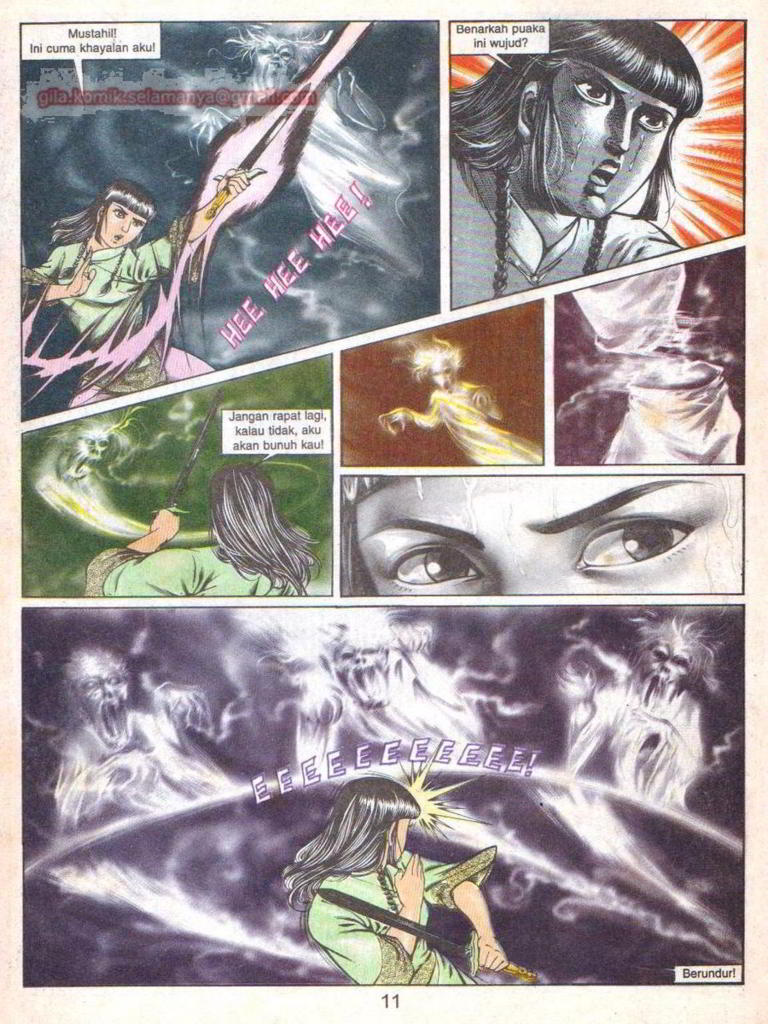 Mustahil!
Ini cuma khayalan aku!
gila.komik.selamanya@gmail.com
HEE HEE HEE!
Benarkah puaka
ini wujud?
Jangan rapat lagi,
kalau tidak, aku
akan bunuh kau!
EEEEEEEEEE!
Berundur!
11